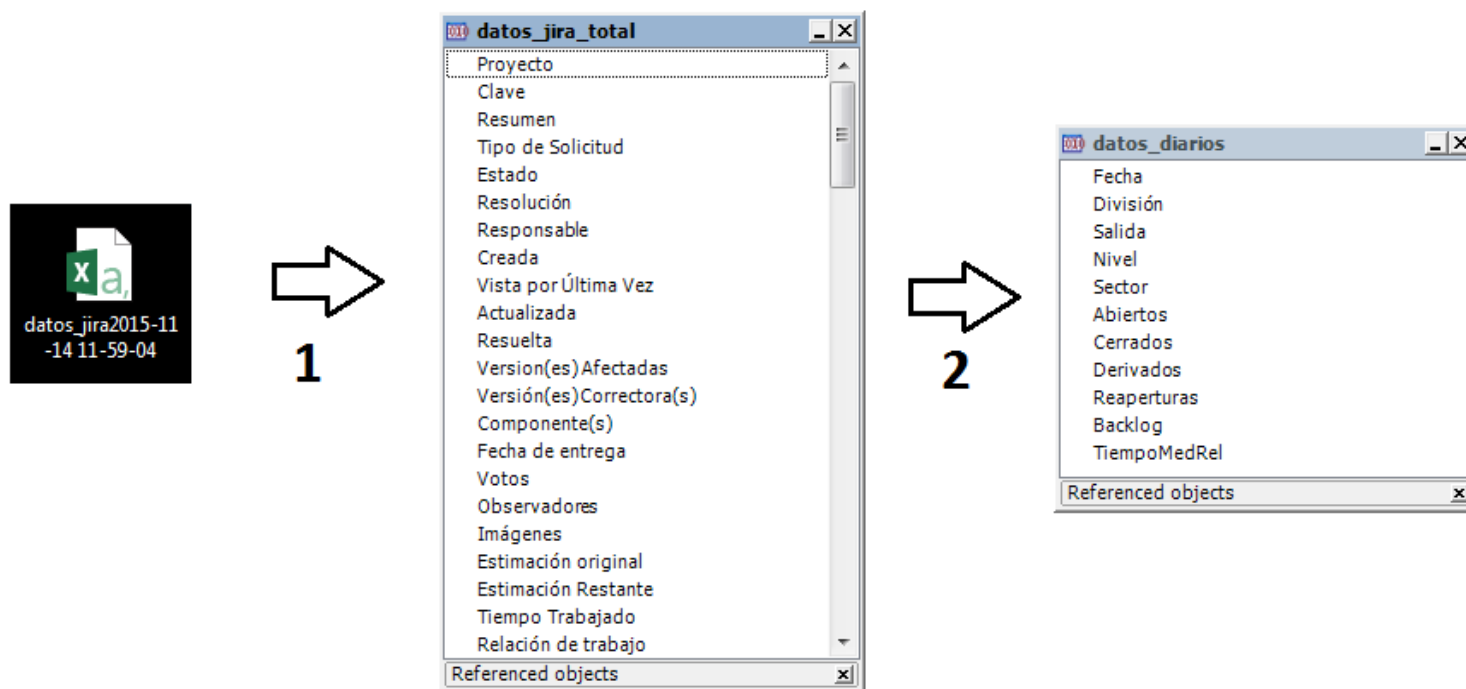 datos_jira2015-11
-14 11-59-04
1
datos_jira_total
Proyecto
Clave
Resumen
Tipo de Solicitud
Estado
Resolución
Responsable
Creada
Vista por Última Vez
Actualizada
Resuelta
Version(es) Afectadas
Versión(es) Correctora(s)
Componente(s)
Fecha de entrega
Votos
Observadores
Imágenes
Estimación original
Estimación Restante
Tiempo Trabajado
Relación de trabajo
Referenced objects
2
datos_diarios
Fecha
División
Salida
Nivel
Sector
Abiertos
Cerrados
Derivados
Reaperturas
Backlog
TiempoMedRel
Referenced objects